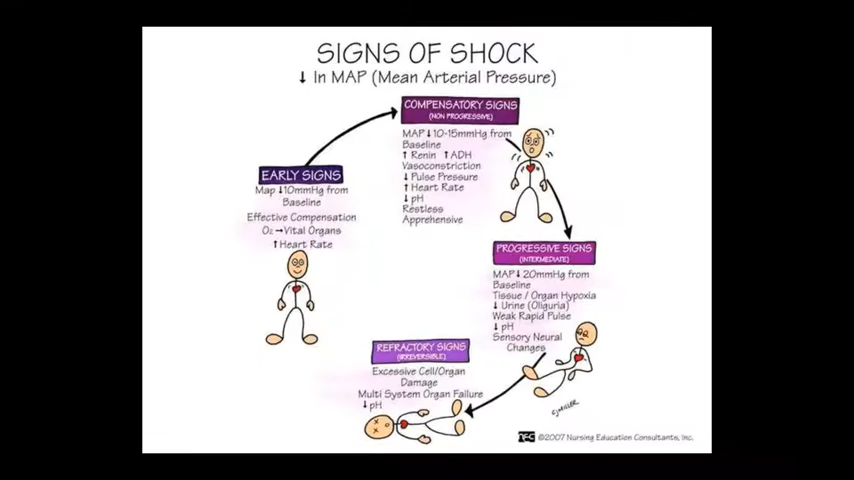 SIGNS OF SHOCK
↓ In MAP (Mean Arterial Pressure)
EARLY SIGNS
Map ↓10mmHg from
Baseline
Effective Compensation
O₂ →Vital Organs
↑ Heart Rate
COMPENSATORY SIGNS
(NON PROGRESSIVE)
MAP ↓10-15mmHg from
Baseline
↑ Renin ↑ ADH
Vasoconstriction
↓ Pulse Pressure
↑ Heart Rate
↓ pH
Restless
Apprehensive
PROGRESSIVE SIGNS
(INTERMEDIATE)
MAP↓ 20mmHg from
Baseline
Tissue / Organ Hypoxia
↓ Urine (Oliguria)
Weak Rapid Pulse
↓ pH
Sensory Neural
Changes
REFRACTORY SIGNS
(IRREVERSIBLE)
Excessive Cell/Organ
Damage
Multi System Organ Failure
↓ pH
CJMILLER
NEC ©2007 Nursing Education Consultants, Inc.